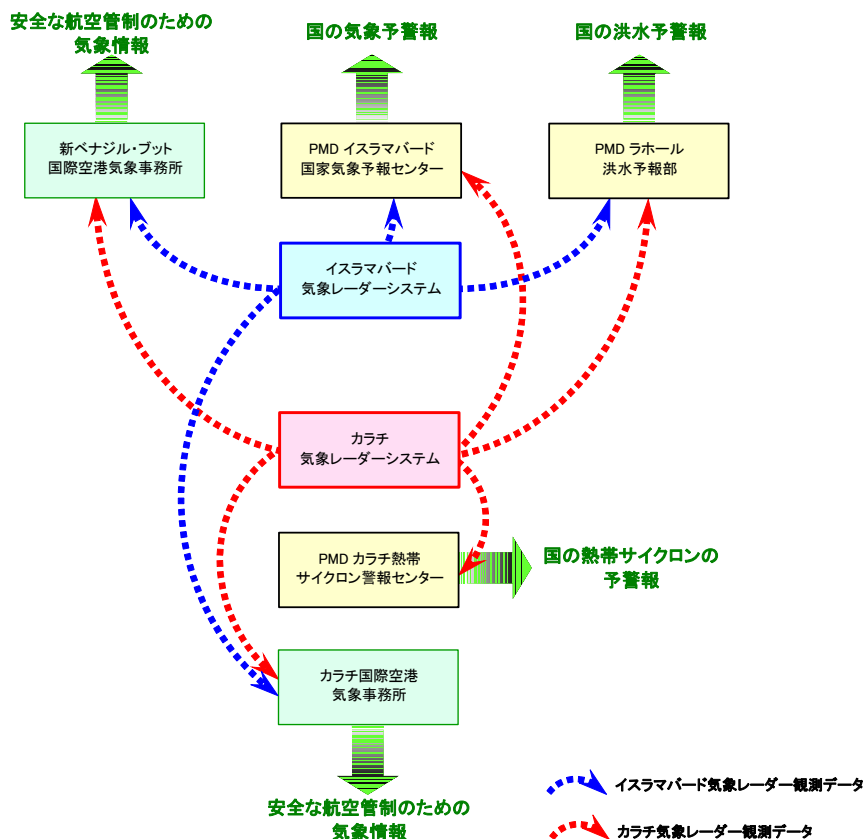 安全な航空管制のための
気象情報
国の気象予警報
国の洪水予警報
新ベナジル・ブット
国際空港気象事務所
PMD イスラマバード
国家気象予報センター
PMD ラホール
洪水予報部
イスラマバード
気象レーダーシステム
カラチ
気象レーダーシステム
PMD カラチ熱帯
サイクロン警報センター
国の熱帯サイクロンの
予警報
カラチ国際空港
気象事務所
安全な航空管制のための
気象情報
イスラマバード気象レーダー観測データ
カラチ気象レーダー観測データ